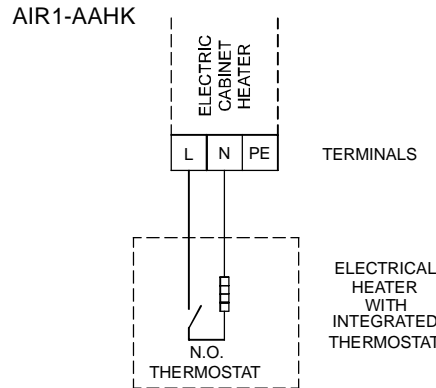 AIR1-AAHK
ELECTRIC
CABINET
HEATER
L N PE
TERMINALS
ELECTRICAL
HEATER
WITH
INTEGRATED
THERMOSTAT
N.O.
THERMOSTAT